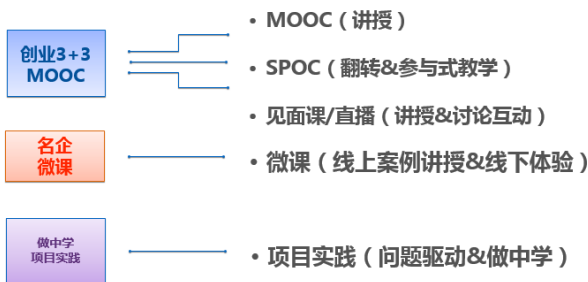 创业3+3
MOOC
• MOOC（讲授）
• SPOC（翻转&参与式教学）
• 见面课/直播（讲授&讨论互动）
名企
微课
• 微课（线上案例讲授&线下体验）
做中学
项目实践
• 项目实践（问题驱动&做中学）